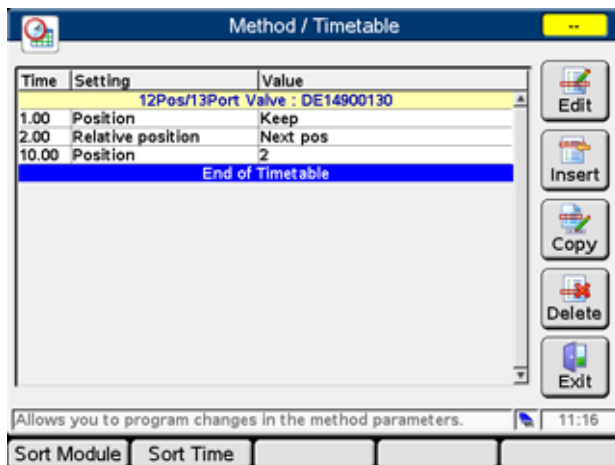 Method / Timetable
--
Time Setting Value
12Pos/13Port Valve : DE14900130
1.00 Position Keep
2.00 Relative position Next pos
10.00 Position 2
End of Timetable
Edit
Insert
Copy
Delete
Exit
Allows you to program changes in the method parameters.
11:16
Sort Module Sort Time